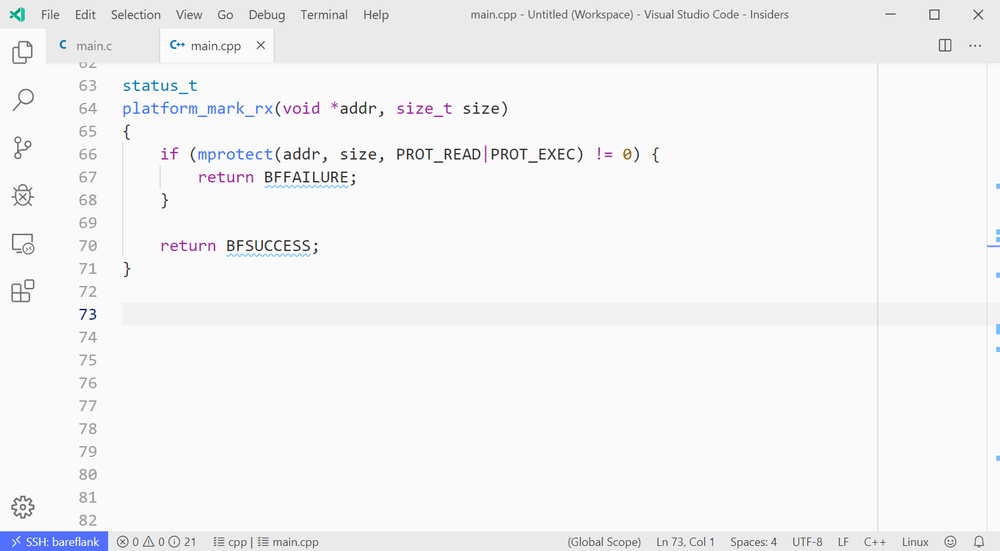 File Edit Selection View Go Debug Terminal Help main.cpp - Untitled (Workspace) - Visual Studio Code - Insiders
C main.c C++ main.cpp
62
63 status_t
64 platform_mark_rx(void *addr, size_t size)
65 {
66     if (mprotect(addr, size, PROT_READ|PROT_EXEC) != 0) {
67         return BFFAILURE;
68     }
69
70     return BFSUCCESS;
71 }
72
73
74
75
76
77
78
79
80
81
82
SSH: bareflank 0 0 21 cpp | main.cpp (Global Scope) Ln 73, Col 1 Spaces: 4 UTF-8 LF C++ Linux